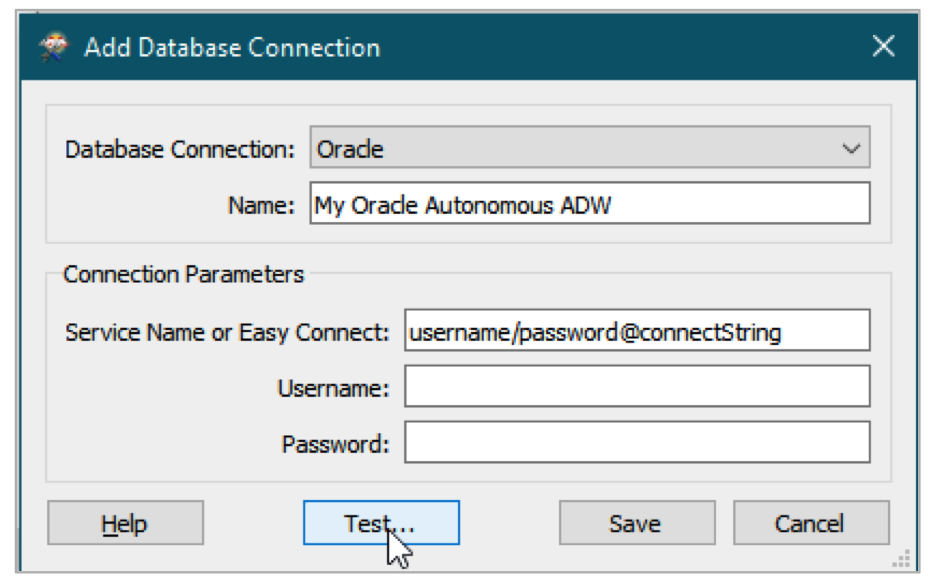 Add Database Connection
Database Connection: Oracle
Name: My Oracle Autonomous ADW
Connection Parameters
Service Name or Easy Connect: username/password@connectString
Username:
Password:
Help Test... Save Cancel